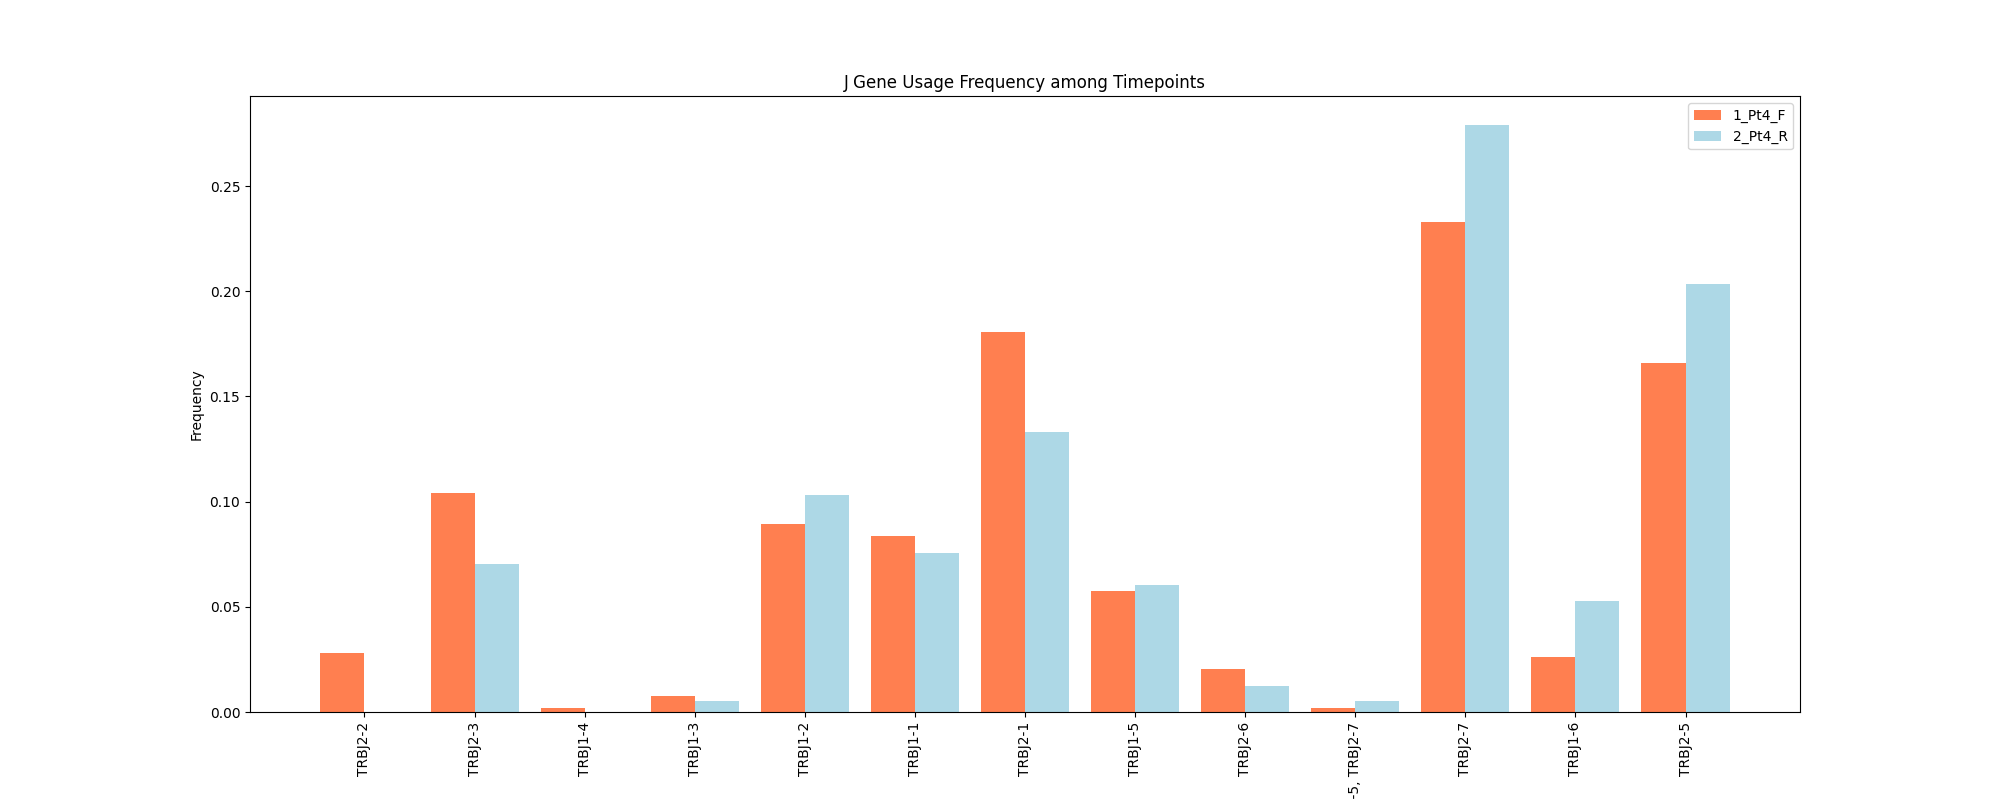 J Gene Usage Frequency among Timepoints
1_Pt4_F
2_Pt4_R
Frequency
0.25
0.20
0.15
0.10
0.05
0.00
TRBJ2-2
TRBJ2-3
TRBJ1-4
TRBJ1-3
TRBJ1-2
TRBJ1-1
TRBJ2-1
TRBJ1-5
TRBJ2-6
-5, TRBJ2-7
TRBJ2-7
TRBJ1-6
TRBJ2-5